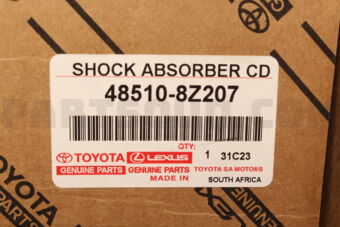 SHOCK ABSORBER CD
48510-8Z207
QTY:
TOYOTA LEXUS 1 31C23
GENUINE PARTS GENUINE PARTS TOYOTA SA MOTORS
MADE IN SOUTH AFRICA